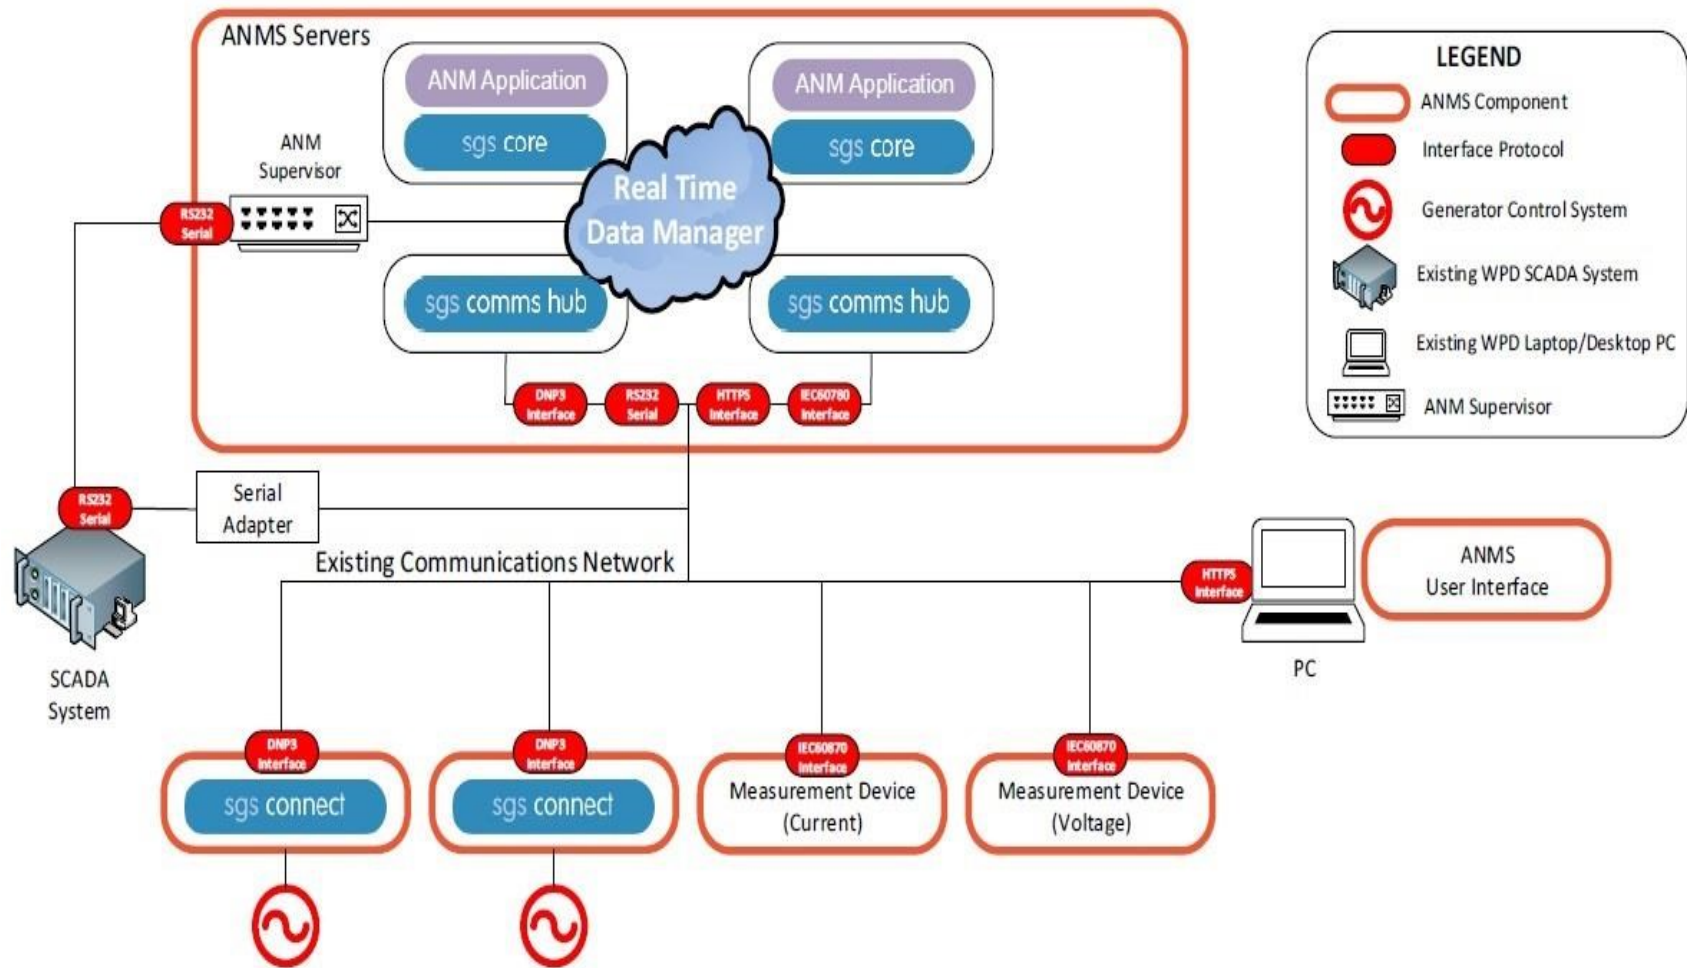 ANMS Servers
ANM Application
sgs core
ANM Application
sgs core
ANM
Supervisor
Real Time
Data Manager
RS232
Serial
sgs comms hub
sgs comms hub
DNP3
Interface
RS232
Serial
HTTPS
Interface
IEC60780
Interface
RS232
Serial
Serial
Adapter
Existing Communications Network
SCADA
System
HTTPS
Interface
PC
ANMS
User Interface
DNP3
Interface
sgs connect
DNP3
Interface
sgs connect
IEC60870
Interface
Measurement Device
(Current)
IEC60870
Interface
Measurement Device
(Voltage)
LEGEND
ANMS Component
Interface Protocol
Generator Control System
Existing WPD SCADA System
Existing WPD Laptop/Desktop PC
ANM Supervisor